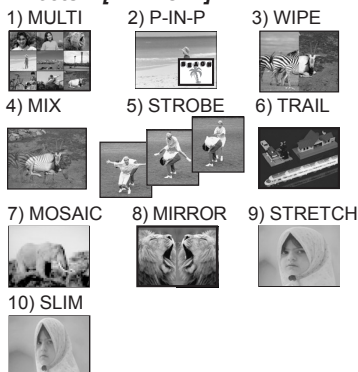 1) MULTI 2) P-IN-P 3) WIPE
BEACH
4) MIX 5) STROBE 6) TRAIL
7) MOSAIC 8) MIRROR 9) STRETCH
10) SLIM